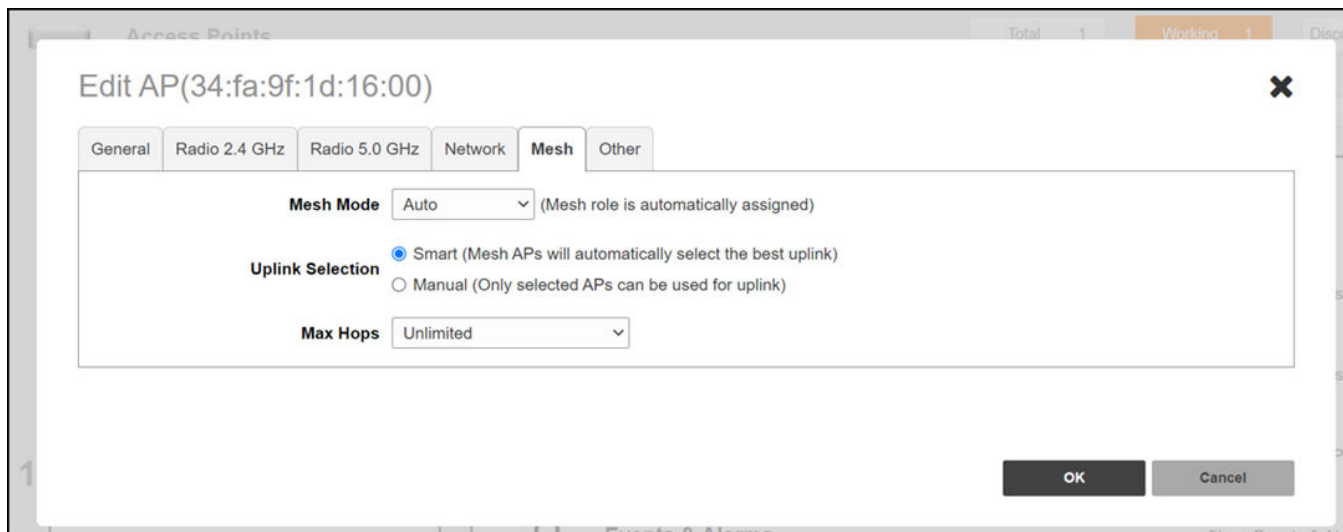 Access Points
Total 1
Working 1
Edit AP(34:fa:9f:1d:16:00)
General
Radio 2.4 GHz
Radio 5.0 GHz
Network
Mesh
Other
Mesh Mode Auto (Mesh role is automatically assigned)
Uplink Selection
Smart (Mesh APs will automatically select the best uplink)
Manual (Only selected APs can be used for uplink)
Max Hops Unlimited
1
OK
Cancel